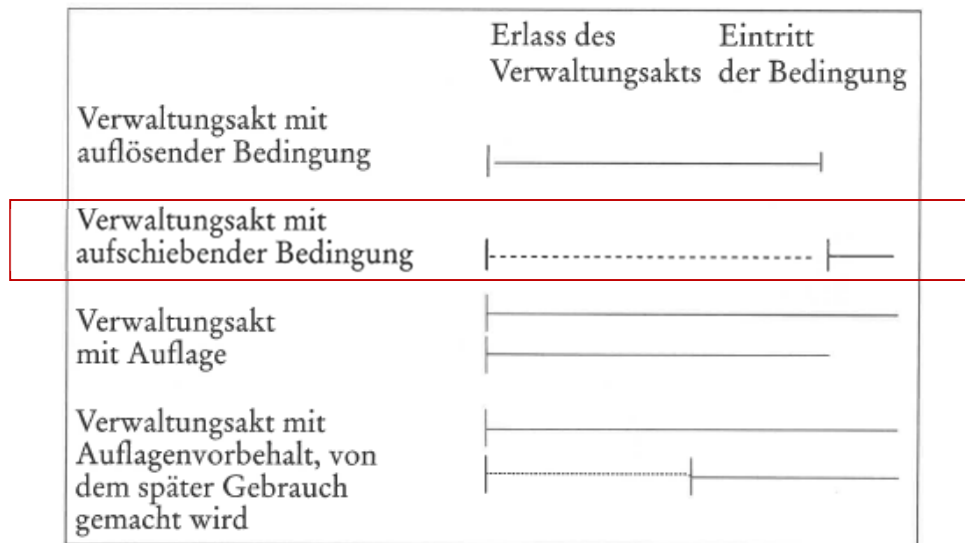 Erlass des Eintritt
Verwaltungsakts der Bedingung
Verwaltungsakt mit
auflösender Bedingung
Verwaltungsakt mit
aufschiebender Bedingung
Verwaltungsakt
mit Auflage
Verwaltungsakt mit
Auflagenvorbehalt, von
dem später Gebrauch
gemacht wird